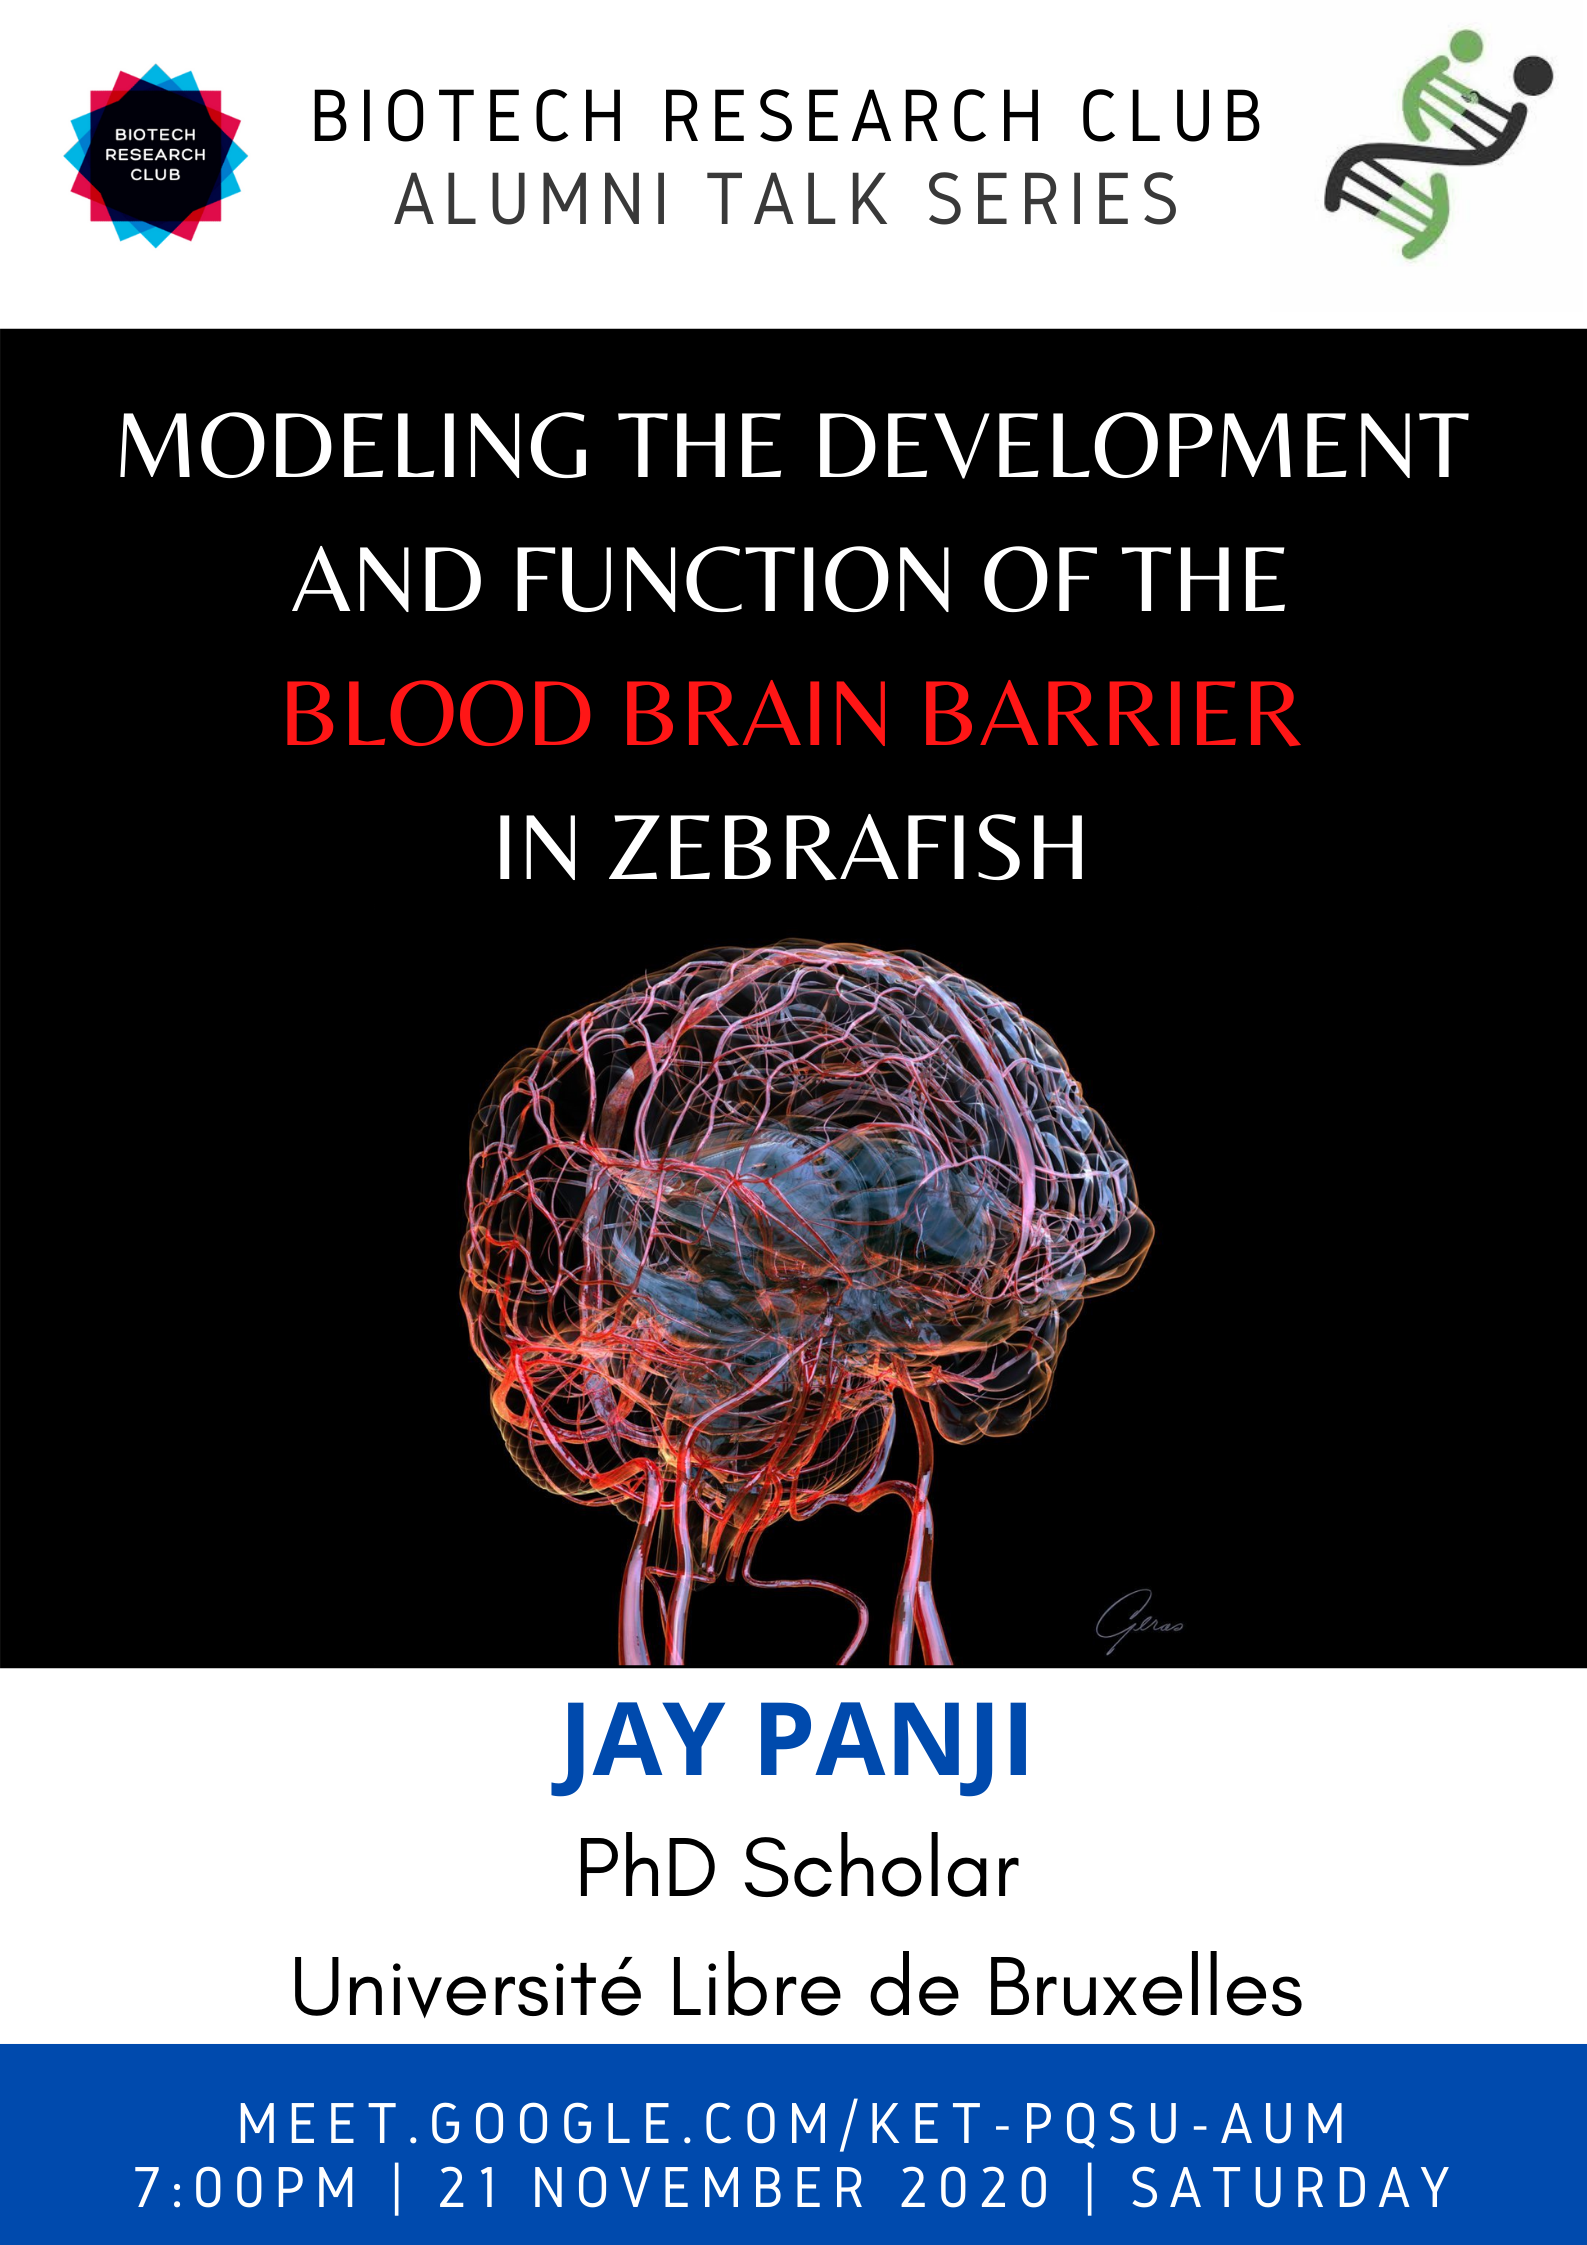 BIOTECH
RESEARCH
CLUB
BIOTECH RESEARCH CLUB
ALUMNI TALK SERIES
MODELING THE DEVELOPMENT
AND FUNCTION OF THE
BLOOD BRAIN BARRIER
IN ZEBRAFISH
Geras
JAY PANJI
PhD Scholar
Université Libre de Bruxelles
MEET.GOOGLE.COM/KET-PQSU-AUM
7:00PM | 21 NOVEMBER 2020 | SATURDAY